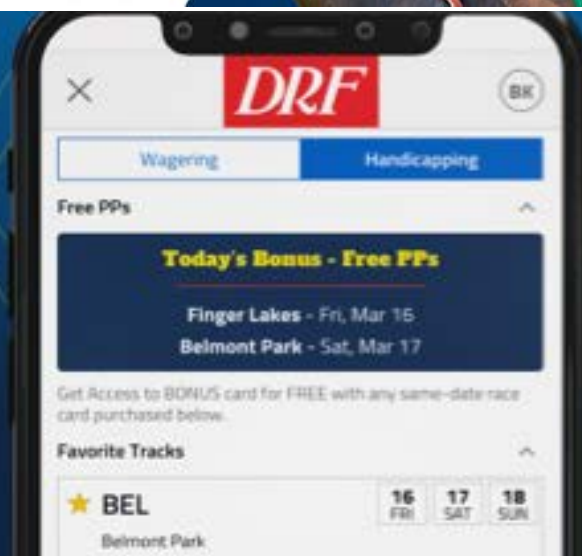 DRF
BK
Wagering Handicapping
Free PPs
Today's Bonus - Free PPs
Finger Lakes - Fri, Mar 16
Belmont Park - Sat, Mar 17
Get Access to BONUS card for FREE with any same-date race
card purchased below.
Favorite Tracks
BEL 16 17 18
FRI SAT SUN
Belmont Park